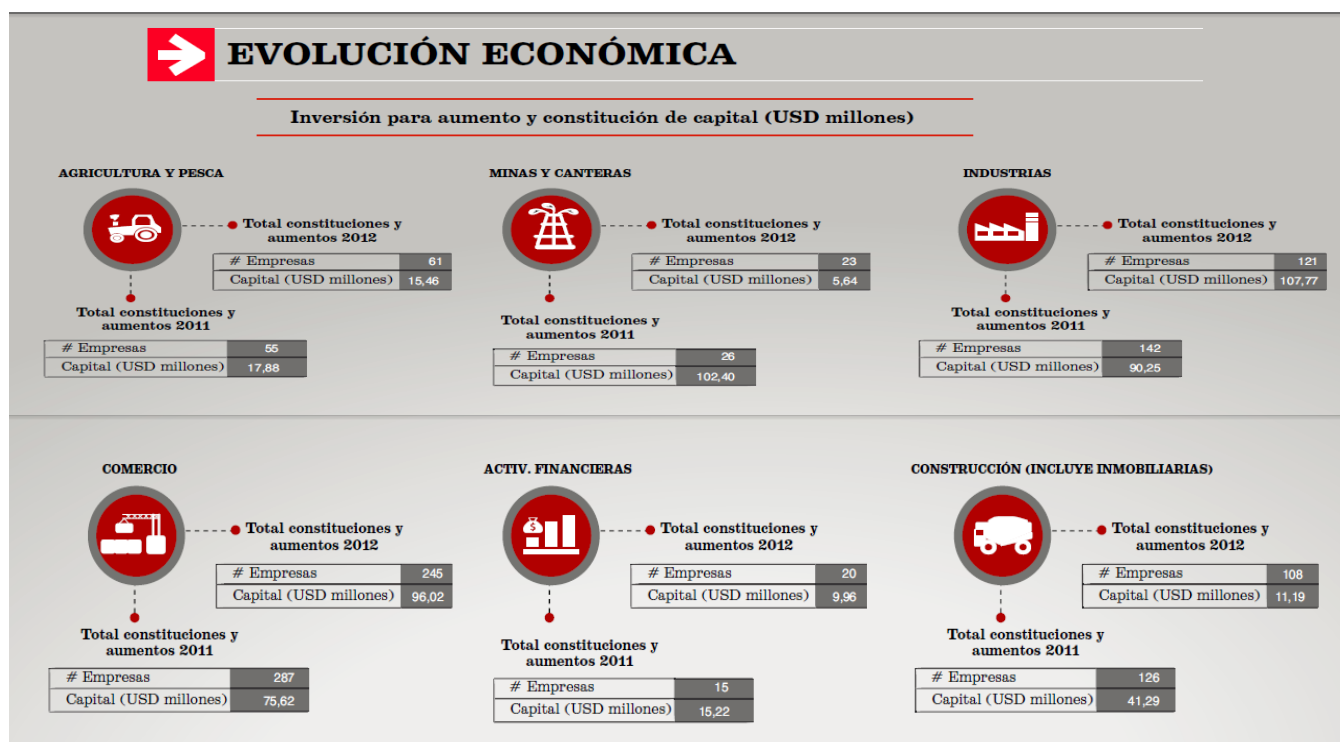 EVOLUCIÓN ECONÓMICA
Inversión para aumento y constitución de capital (USD millones)
AGRICULTURA Y PESCA
Total constituciones y
aumentos 2012
# Empresas 61
Capital (USD millones) 15,46
Total constituciones y
aumentos 2011
# Empresas 55
Capital (USD millones) 17,88
MINAS Y CANTERAS
Total constituciones y
aumentos 2012
# Empresas 23
Capital (USD millones) 5,64
Total constituciones y
aumentos 2011
# Empresas 26
Capital (USD millones) 102,40
INDUSTRIAS
Total constituciones y
aumentos 2012
# Empresas 121
Capital (USD millones) 107,77
Total constituciones y
aumentos 2011
# Empresas 142
Capital (USD millones) 90,25
COMERCIO
Total constituciones y
aumentos 2012
# Empresas 245
Capital (USD millones) 96,02
Total constituciones y
aumentos 2011
# Empresas 287
Capital (USD millones) 75,62
ACTIV. FINANCIERAS
$
Total constituciones y
aumentos 2012
# Empresas 20
Capital (USD millones) 9,96
Total constituciones y
aumentos 2011
# Empresas 15
Capital (USD millones) 15,22
CONSTRUCCIÓN (INCLUYE INMOBILIARIAS)
Total constituciones y
aumentos 2012
# Empresas 108
Capital (USD millones) 11,19
Total constituciones y
aumentos 2011
# Empresas 126
Capital (USD millones) 41,29